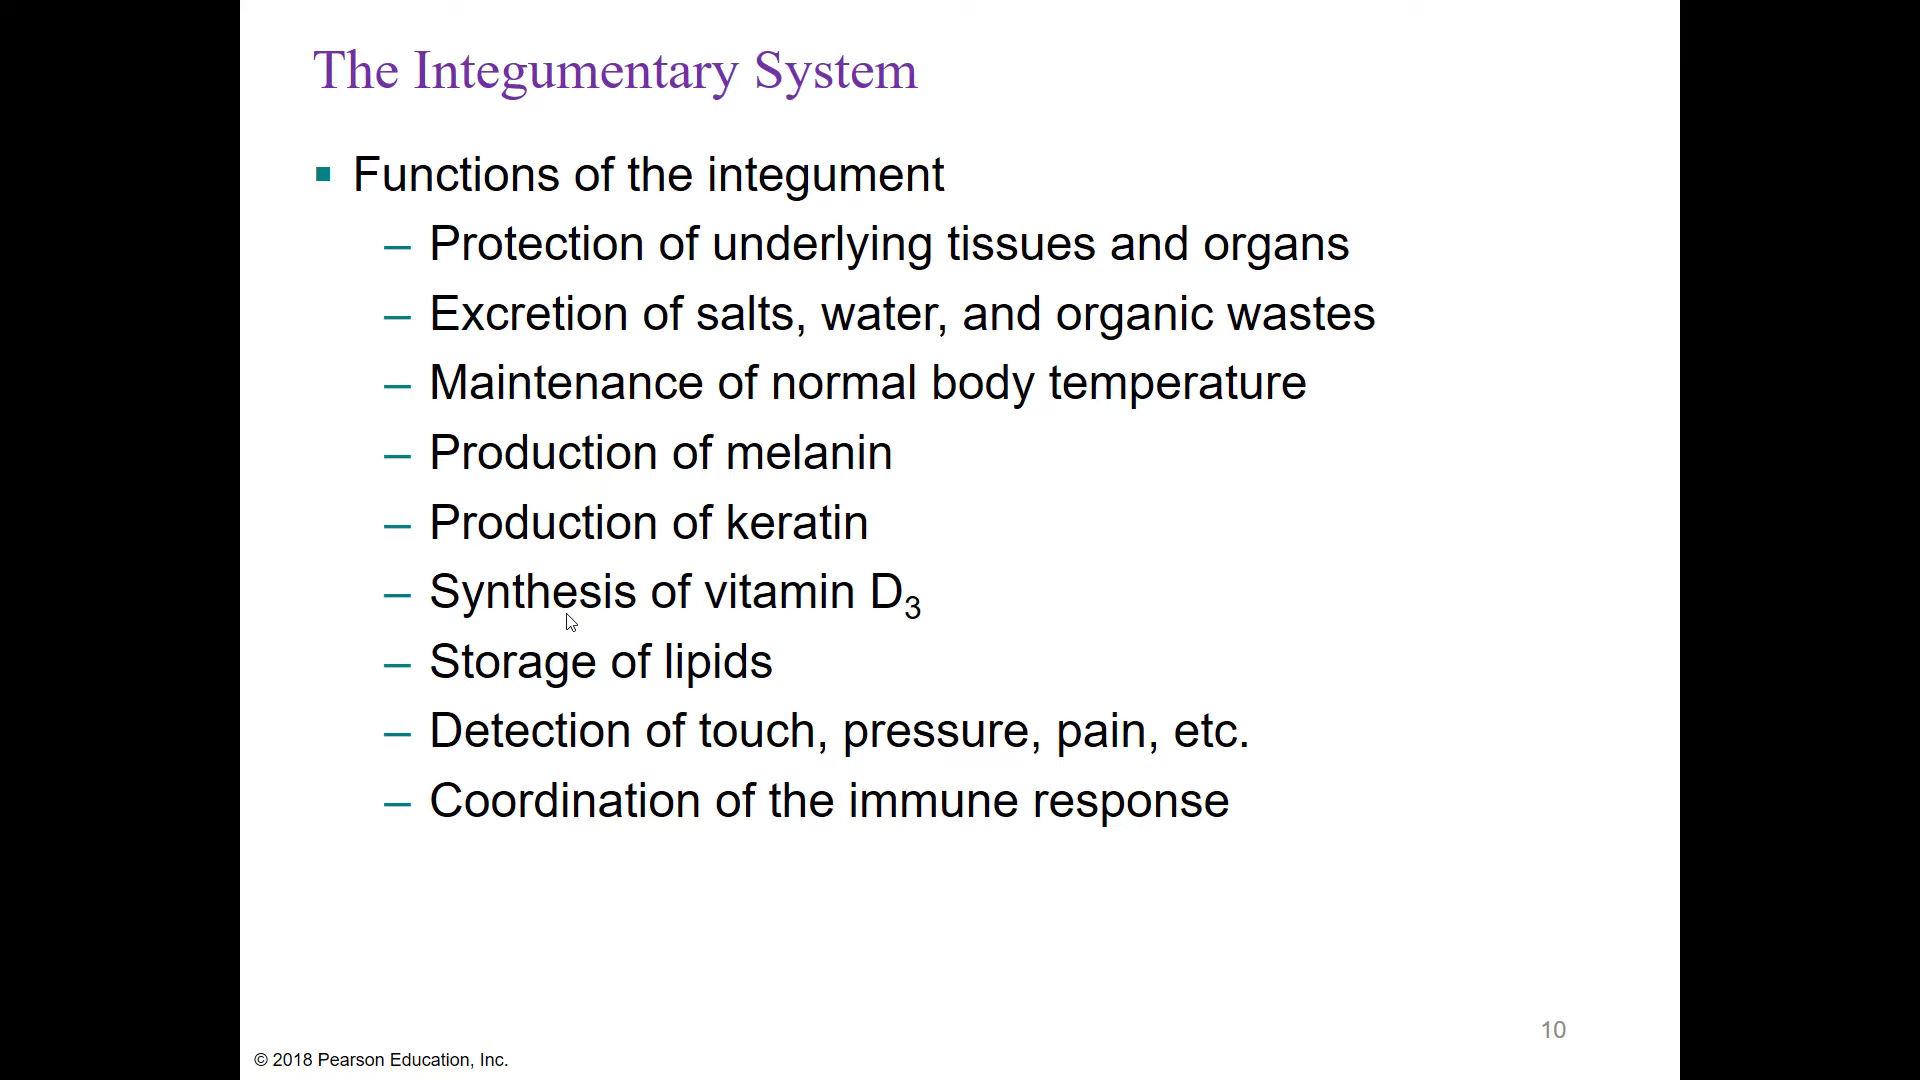 The Integumentary System
▪ Functions of the integument
– Protection of underlying tissues and organs
– Excretion of salts, water, and organic wastes
– Maintenance of normal body temperature
– Production of melanin
– Production of keratin
– Synthesis of vitamin D₃
– Storage of lipids
– Detection of touch, pressure, pain, etc.
– Coordination of the immune response
10
© 2018 Pearson Education, Inc.